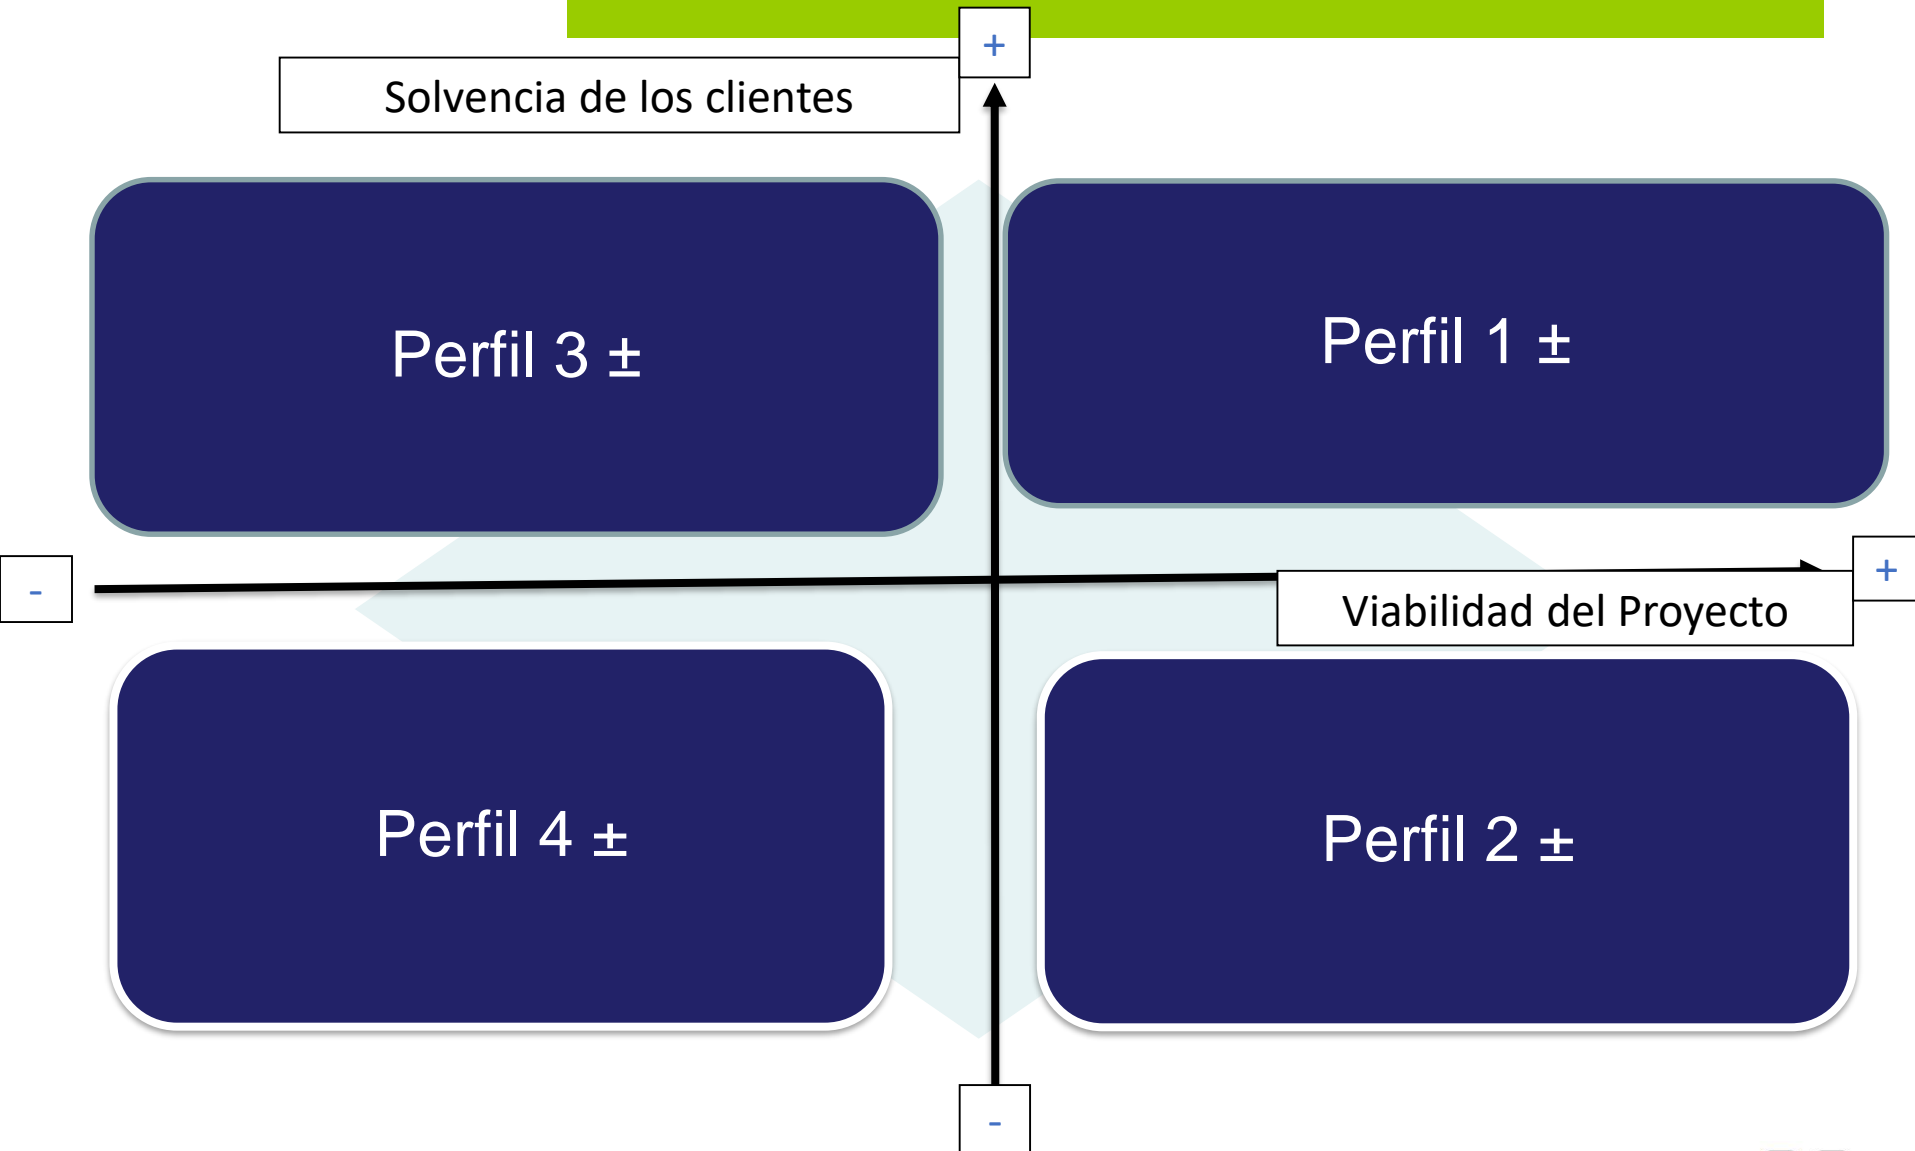 +
Solvencia de los clientes
Perfil 3 ±
Perfil 1 ±
-
+
Viabilidad del Proyecto
Perfil 4 ±
Perfil 2 ±
-